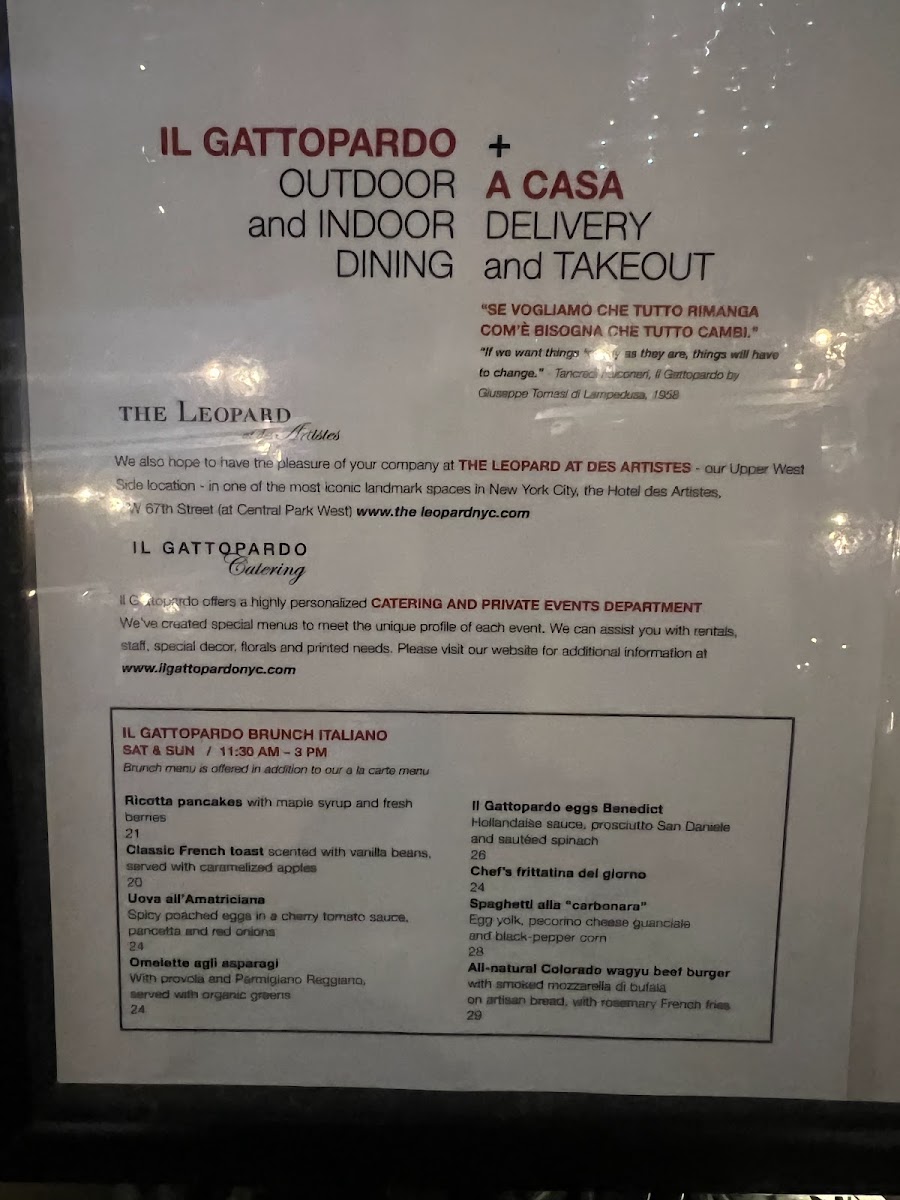 IL GATTOPARDO
OUTDOOR
and INDOOR
DINING
+
A CASA
DELIVERY
and TAKEOUT
"SE VOGLIAMO CHE TUTTO RIMANGA
COM'È BISOGNA CHE TUTTO CAMBI."
"If we want things as they are, things will have
to change." - Tancredi Falconeri, Il Gattopardo by
Giuseppe Tomasi di Lampedusa, 1958
THE LEOPARD
at des Artistes
We also hope to have the pleasure of your company at THE LEOPARD AT DES ARTISTES - our Upper West
Side location - in one of the most iconic landmark spaces in New York City, the Hotel des Artistes,
W 67th Street (at Central Park West) www.the leopardnyc.com
IL GATTOPARDO
Catering
Il Gattopardo offers a highly personalized CATERING AND PRIVATE EVENTS DEPARTMENT
We've created special menus to meet the unique profile of each event. We can assist you with rentals,
staff, special decor, florals and printed needs. Please visit our website for additional information at
www.ilgattopardonyc.com
IL GATTOPARDO BRUNCH ITALIANO
SAT & SUN / 11:30 AM – 3 PM
Brunch menu is offered in addition to our a la carte menu
Ricotta pancakes with maple syrup and fresh
berries
21
Classic French toast scented with vanilla beans,
served with caramelized apples
20
Uova all'Amatriciana
Spicy poached eggs in a cherry tomato sauce,
pancetta and red onions
24
Omelette agli asparagi
With provola and Parmigiano Reggiano,
served with organic greens
24
Il Gattopardo eggs Benedict
Hollandaise sauce, prosciutto San Daniele
and sautéed spinach
26
Chef's frittatina del giorno
24
Spaghetti alla "carbonara"
Egg yolk, pecorino cheese guanciale
and black-pepper corn
28
All-natural Colorado wagyu beef burger
with smoked mozzarella di bufala
on artisan bread, with rosemary French fries
29